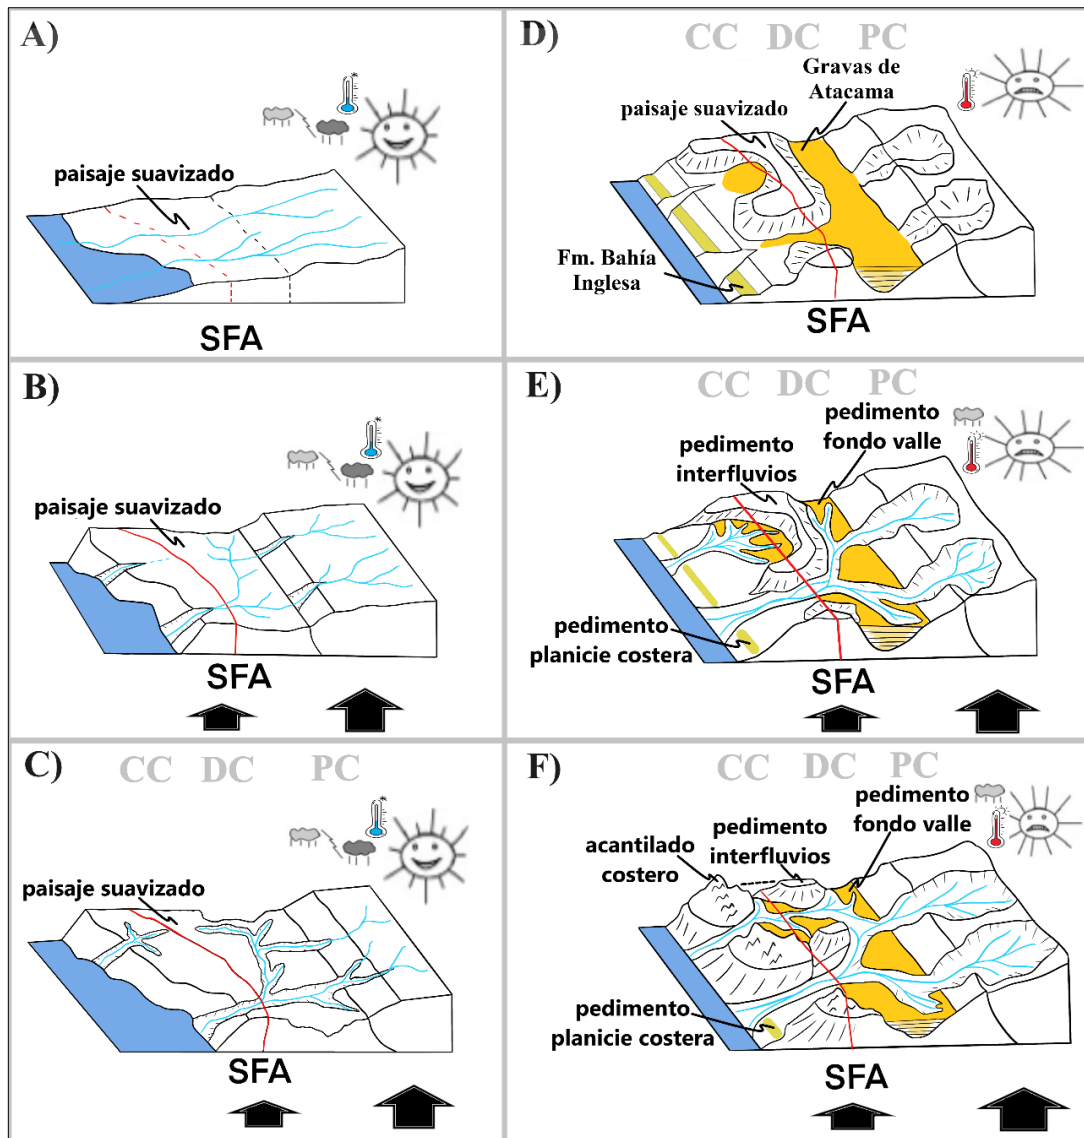 A)
paisaje suavizado
SFA
B)
paisaje suavizado
SFA
C)
CC DC PC
paisaje suavizado
SFA
D)
CC DC PC
Gravas de
Atacama
paisaje suavizado
Fm. Bahía
Inglesa
SFA
E)
CC DC PC
pedimento
fondo valle
pedimento
interfluvios
pedimento
planicie costera
SFA
F)
CC DC PC
pedimento
fondo valle
pedimento
interfluvios
acantilado
costero
pedimento
planicie costera
SFA